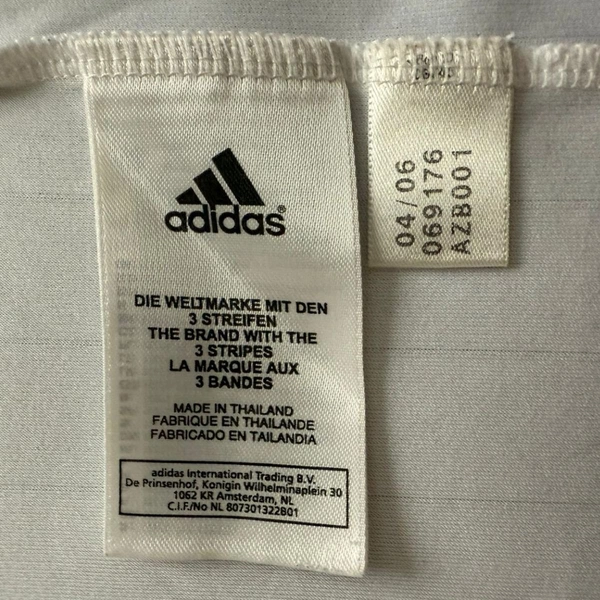 adidas®
DIE WELTMARKE MIT DEN
3 STREIFEN
THE BRAND WITH THE
3 STRIPES
LA MARQUE AUX
3 BANDES
MADE IN THAILAND
FABRIQUE EN THAILANDE
FABRICADO EN TAILANDIA
adidas International Trading B.V.
De Prinsenhof, Konigin Wilhelminaplein 30
1062 KR Amsterdam, NL
C.I.F./No NL 807301322B01
04/06
069176
AZB001